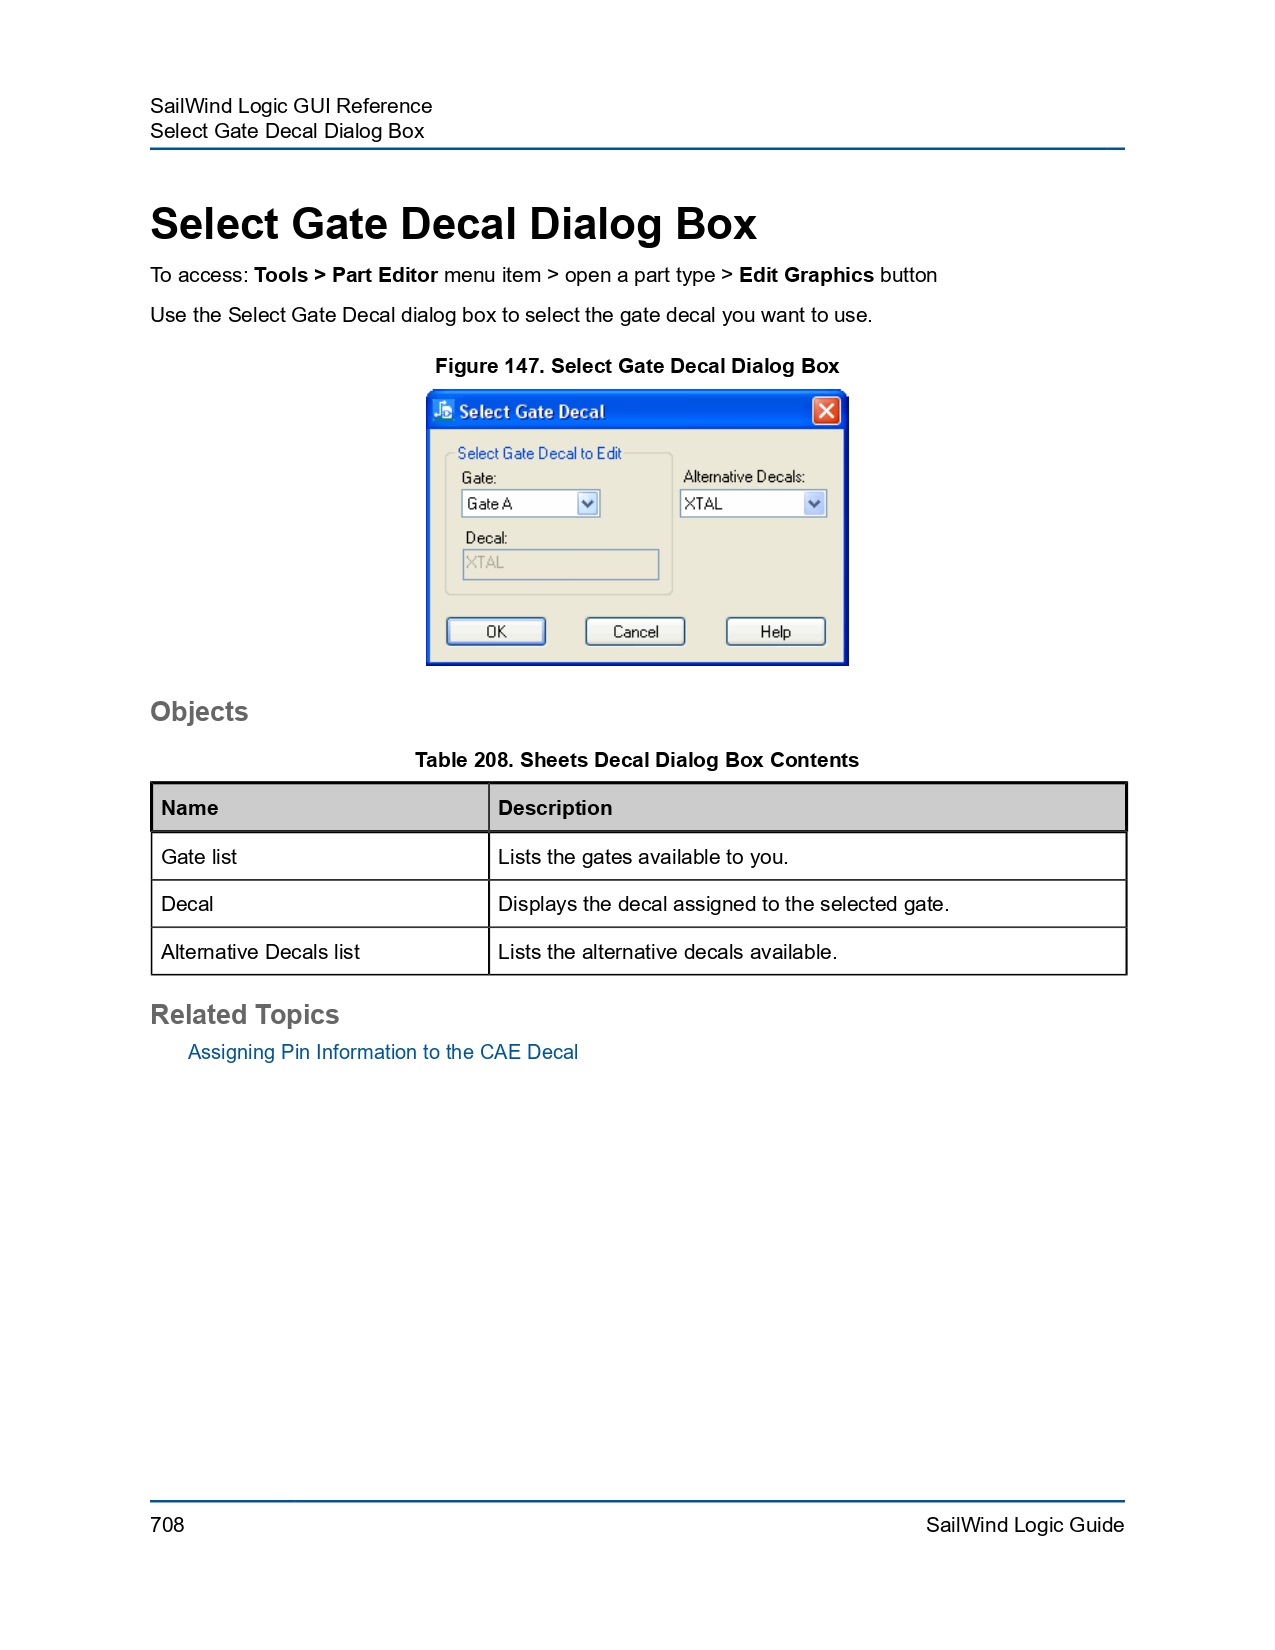 SailWind Logic GUI Reference
Select Gate Decal Dialog Box
Select Gate Decal Dialog Box
To access: Tools > Part Editor menu item > open a part type > Edit Graphics button
Use the Select Gate Decal dialog box to select the gate decal you want to use.
Figure 147. Select Gate Decal Dialog Box
Select Gate Decal
Select Gate Decal to Edit
Gate:
Alternative Decals:
Gate A
XTAL
Decal:
XTAL
OK Cancel Help
Objects
Table 208. Sheets Decal Dialog Box Contents
Name Description
Gate list Lists the gates available to you.
Decal Displays the decal assigned to the selected gate.
Alternative Decals list Lists the alternative decals available.
Related Topics
Assigning Pin Information to the CAE Decal
708 SailWind Logic Guide